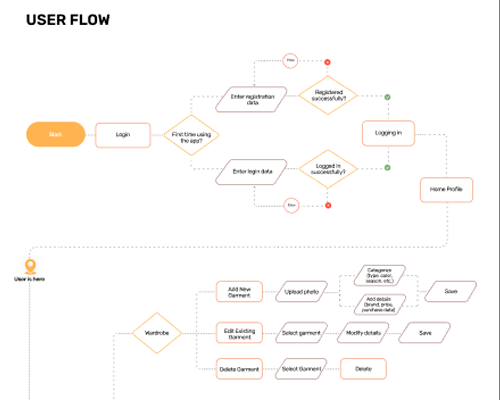 USER FLOW
Start
Login
First time using
the app?
Enter registration
data
Registered
successfully?
Enter login data
Logged in
successfully?
Logging in
Home Profile
User is here
Wardrobe
Add New
Garment
Upload photo
Categorize
(type, color,
season, etc.)
Add details
(brand, price,
purchase date)
Save
Edit Existing
Garment
Select garment
Modify details
Save
Delete Garment
Select Garment
Delete